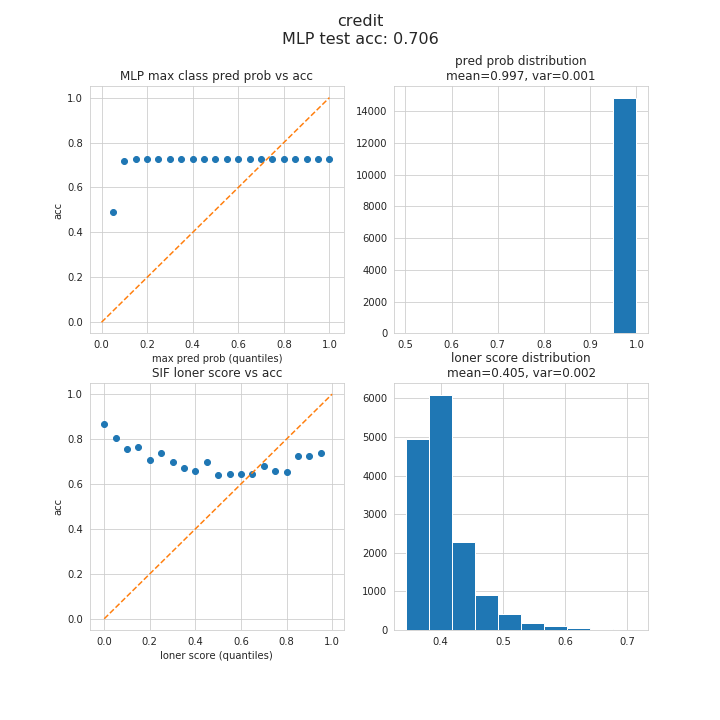 credit
MLP test acc: 0.706
MLP max class pred prob vs acc
1.0
0.8
0.6
0.4
0.2
0.0
acc
0.0 0.2 0.4 0.6 0.8 1.0
max pred prob (quantiles)
pred prob distribution
mean=0.997, var=0.001
14000
12000
10000
8000
6000
4000
2000
0
0.5 0.6 0.7 0.8 0.9 1.0
SIF loner score vs acc
1.0
0.8
0.6
0.4
0.2
0.0
acc
0.0 0.2 0.4 0.6 0.8 1.0
loner score (quantiles)
loner score distribution
mean=0.405, var=0.002
6000
5000
4000
3000
2000
1000
0
0.4 0.5 0.6 0.7